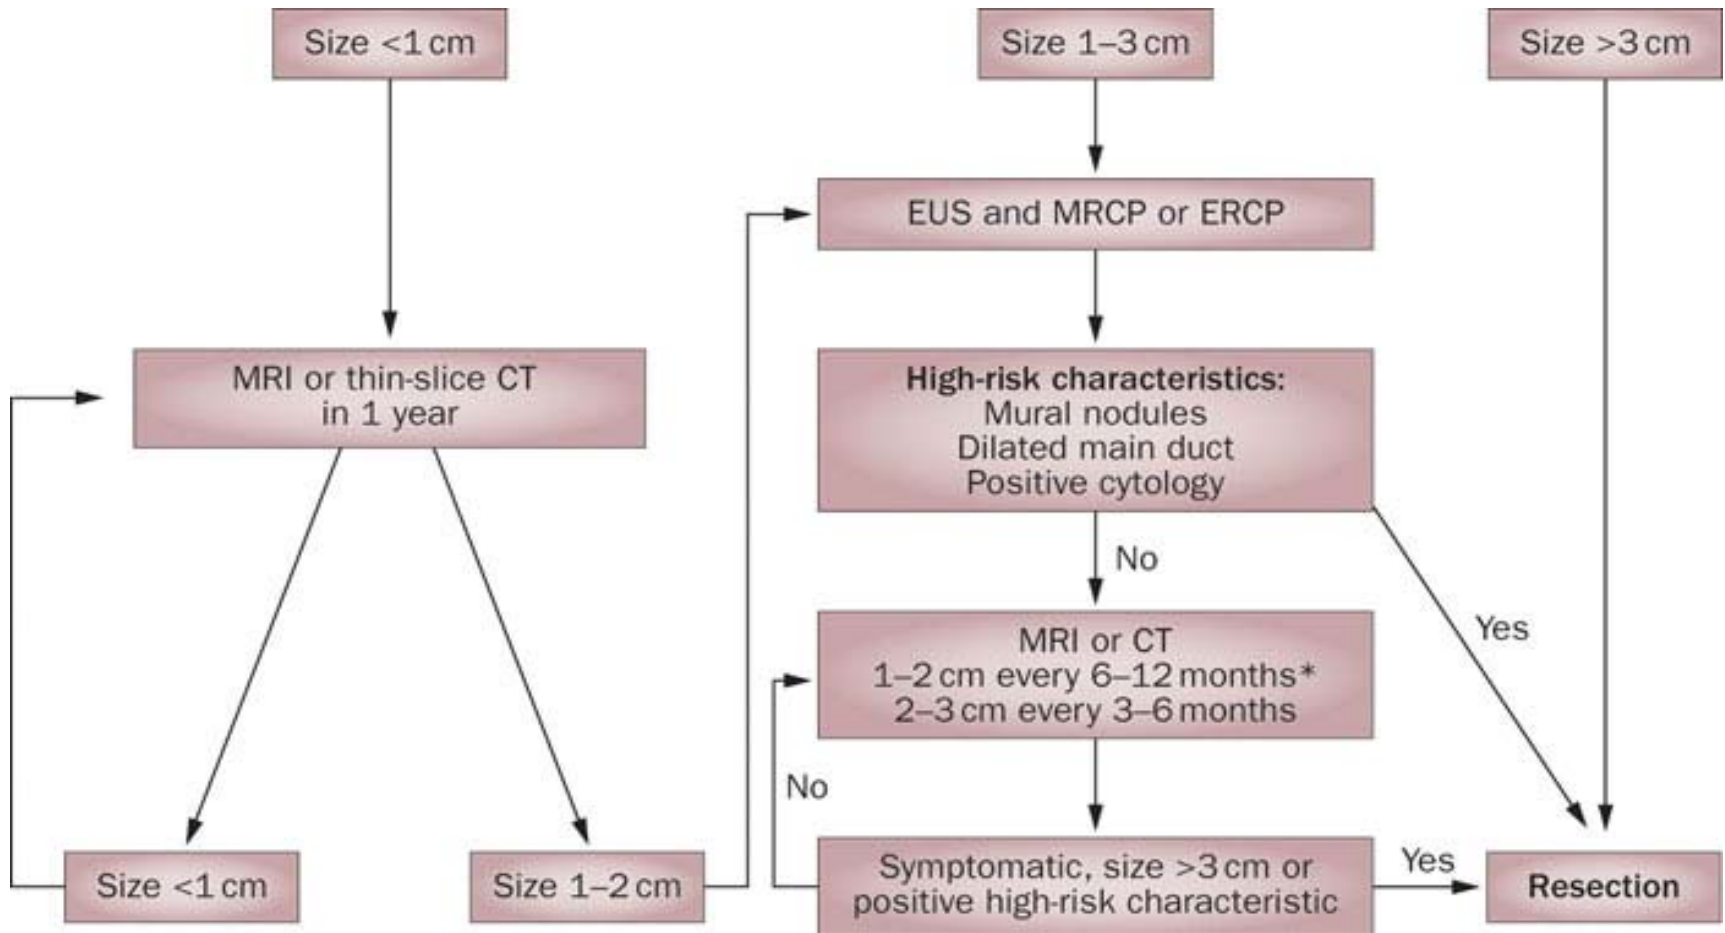 Size <1 cm
Size 1–3 cm
Size >3 cm
EUS and MRCP or ERCP
MRI or thin-slice CT
in 1 year
High-risk characteristics:
Mural nodules
Dilated main duct
Positive cytology
No
Yes
MRI or CT
1–2 cm every 6–12 months*
2–3 cm every 3–6 months
No
Size <1 cm
Size 1–2 cm
Symptomatic, size >3 cm or
positive high-risk characteristic
Yes
Resection